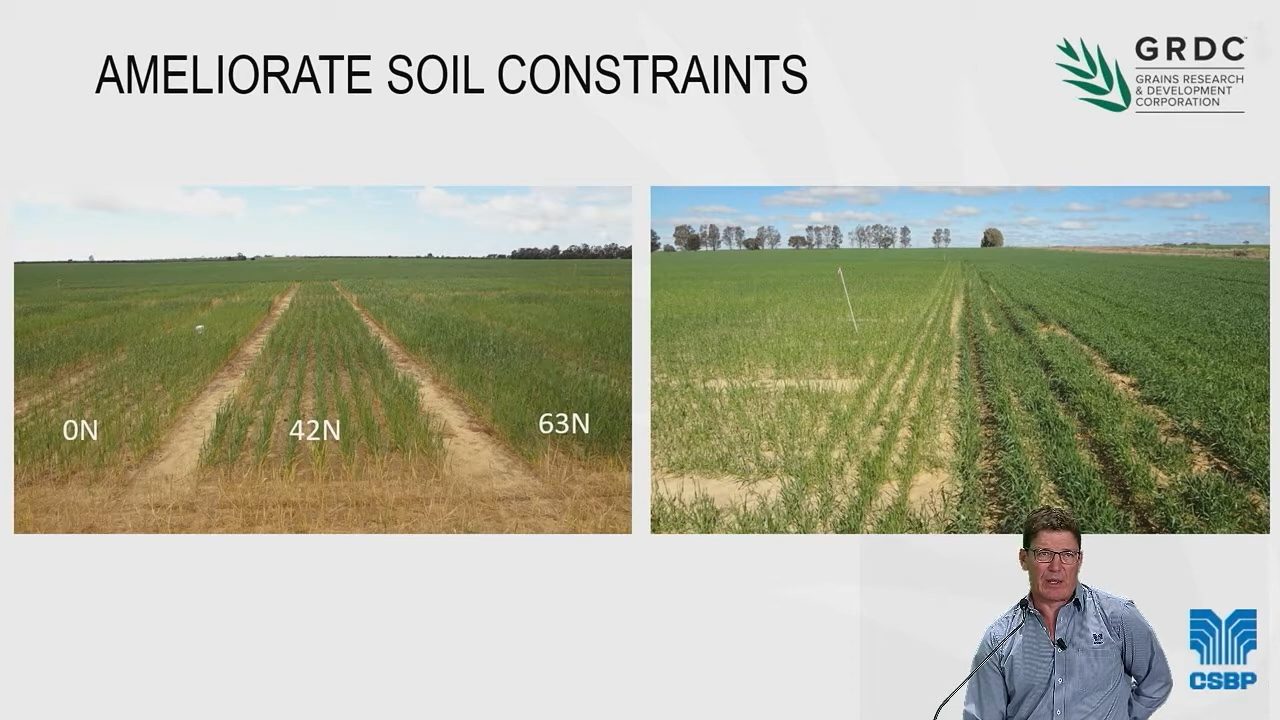 AMELIORATE SOIL CONSTRAINTS
GRDC
GRAINS RESEARCH
& DEVELOPMENT
CORPORATION
0N
42N
63N
CSBP